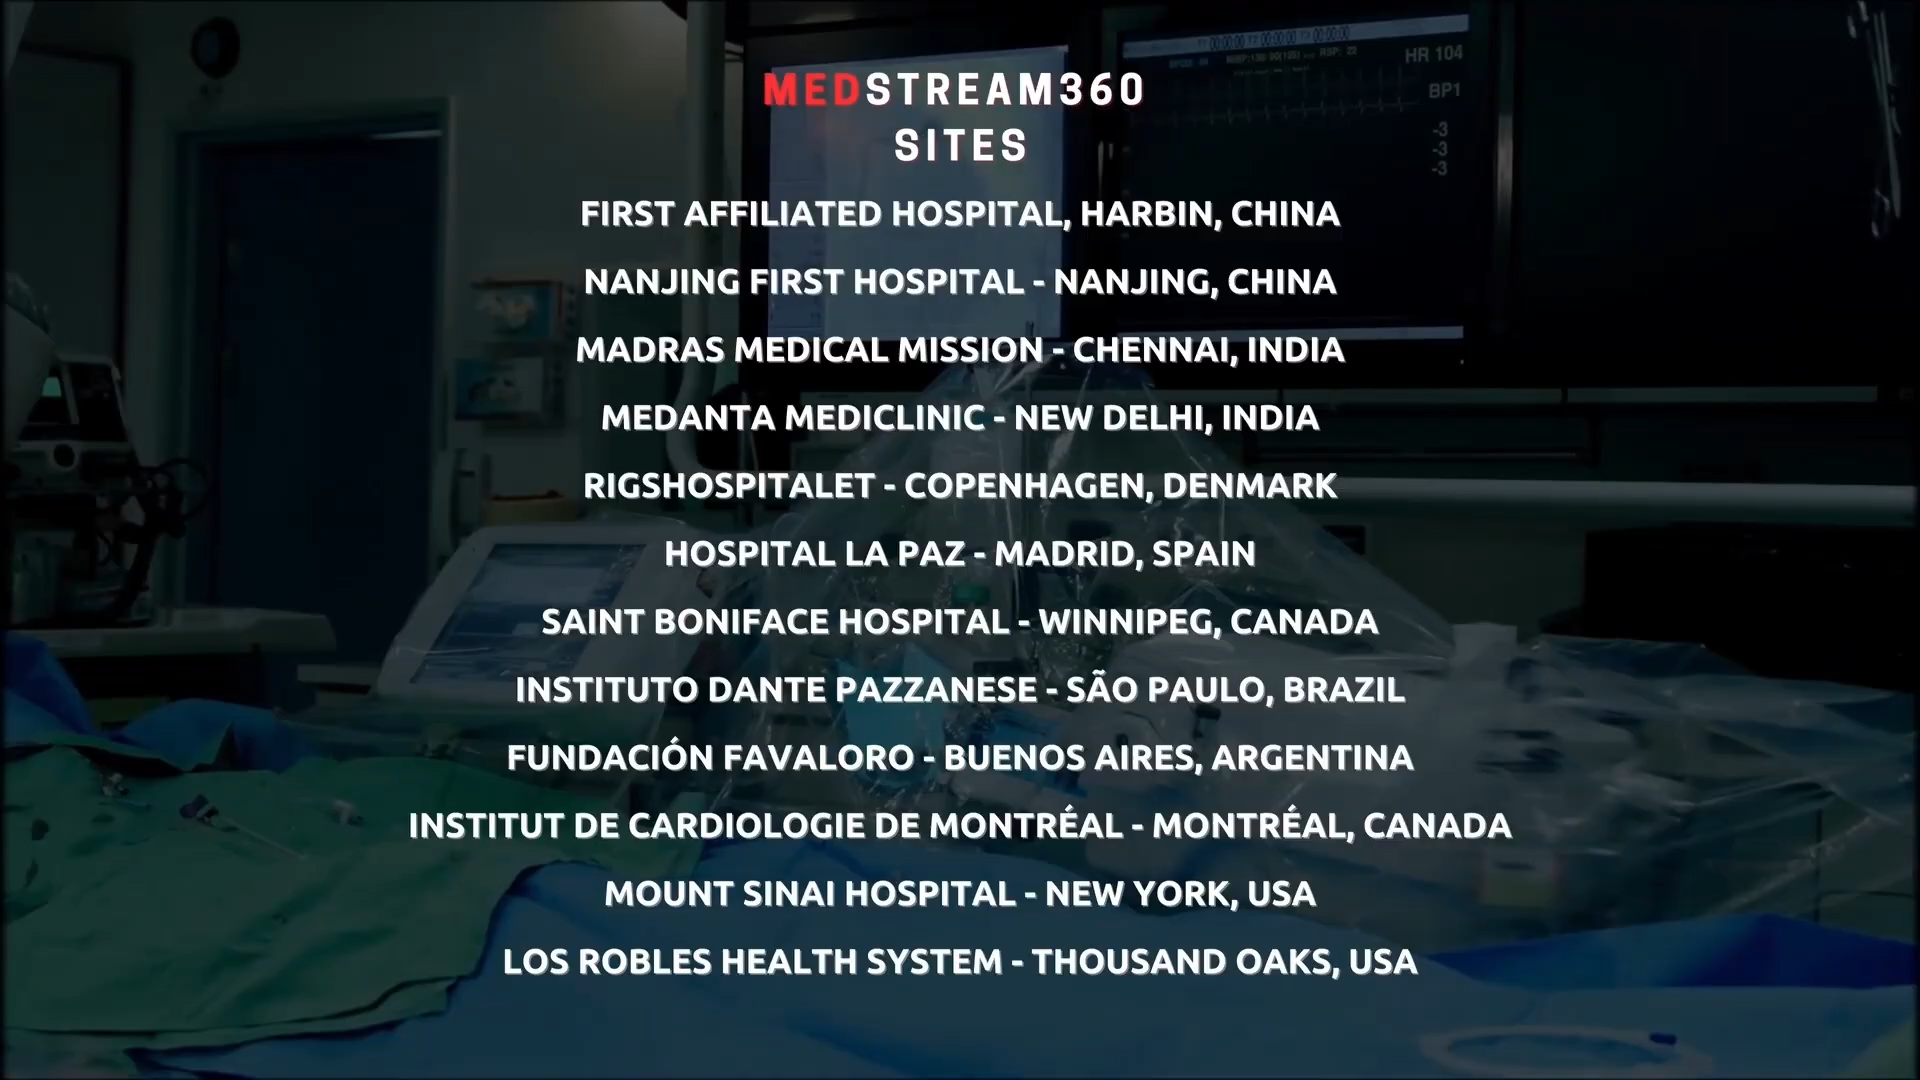 MEDSTREAM360
SITES
FIRST AFFILIATED HOSPITAL, HARBIN, CHINA
NANJING FIRST HOSPITAL - NANJING, CHINA
MADRAS MEDICAL MISSION - CHENNAI, INDIA
MEDANTA MEDICLINIC - NEW DELHI, INDIA
RIGSHOSPITALET - COPENHAGEN, DENMARK
HOSPITAL LA PAZ - MADRID, SPAIN
SAINT BONIFACE HOSPITAL - WINNIPEG, CANADA
INSTITUTO DANTE PAZZANESE - SÃO PAULO, BRAZIL
FUNDACIÓN FAVALORO - BUENOS AIRES, ARGENTINA
INSTITUT DE CARDIOLOGIE DE MONTRÉAL - MONTRÉAL, CANADA
MOUNT SINAI HOSPITAL - NEW YORK, USA
LOS ROBLES HEALTH SYSTEM - THOUSAND OAKS, USA
HR 104
BP1
-3
-3
-3